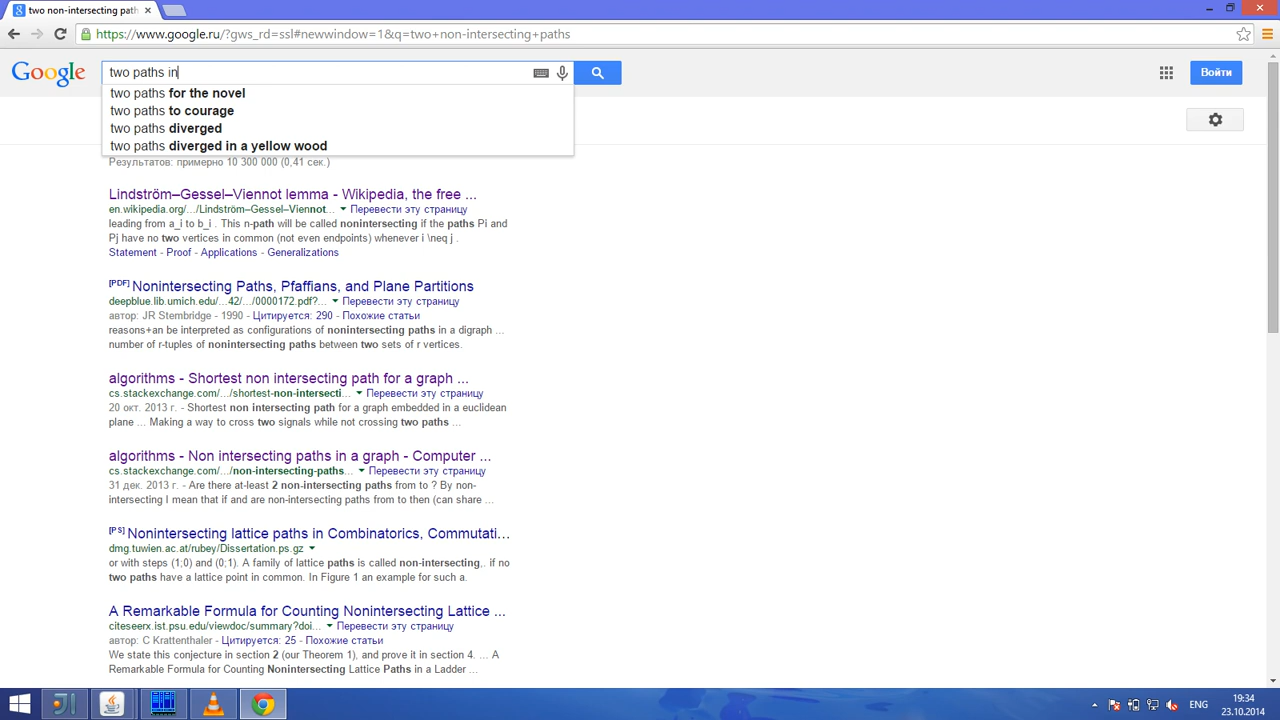 two non-intersecting path
https://www.google.ru/?gws_rd=ssl#newwindow=1&q=two+non-intersecting+paths
Google
two paths in
Войти
two paths for the novel
two paths to courage
two paths diverged
two paths diverged in a yellow wood
Результатов: примерно 10 300 000 (0,41 сек.)
Lindström–Gessel–Viennot lemma - Wikipedia, the free ...
en.wikipedia.org/.../Lindström–Gessel–Viennot... Перевести эту страницу
leading from a_i to b_i . This n-path will be called nonintersecting if the paths Pi and
Pj have no two vertices in common (not even endpoints) whenever i \neq j .
Statement - Proof - Applications - Generalizations
[PDF] Nonintersecting Paths, Pfaffians, and Plane Partitions
deepblue.lib.umich.edu/...42/.../0000172.pdf?... Перевести эту страницу
автор: JR Stembridge - 1990 - Цитируется: 290 - Похожие статьи
reasons+an be interpreted as configurations of nonintersecting paths in a digraph ...
number of r-tuples of nonintersecting paths between two sets of r vertices.
algorithms - Shortest non intersecting path for a graph ...
cs.stackexchange.com/.../shortest-non-intersecti... Перевести эту страницу
20 окт. 2013 г. - Shortest non intersecting path for a graph embedded in a euclidean
plane ... Making a way to cross two signals while not crossing two paths ...
algorithms - Non intersecting paths in a graph - Computer ...
cs.stackexchange.com/.../non-intersecting-paths... Перевести эту страницу
31 дек. 2013 г. - Are there at-least 2 non-intersecting paths from to ? By non-
intersecting I mean that if and are non-intersecting paths from to then (can share ...
[PS] Nonintersecting lattice paths in Combinatorics, Commutati...
dmg.tuwien.ac.at/rubey/Dissertation.ps.gz
or with steps (1;0) and (0;1). A family of lattice paths is called non-intersecting,. if no
two paths have a lattice point in common. In Figure 1 an example for such a.
A Remarkable Formula for Counting Nonintersecting Lattice ...
citeseerx.ist.psu.edu/viewdoc/summary?doi... Перевести эту страницу
автор: C Krattenthaler - Цитируется: 25 - Похожие статьи
We state this conjecture in section 2 (our Theorem 1), and prove it in section 4. ... A
Remarkable Formula for Counting Nonintersecting Lattice Paths in a Ladder ...
ENG
19:34
23.10.2014